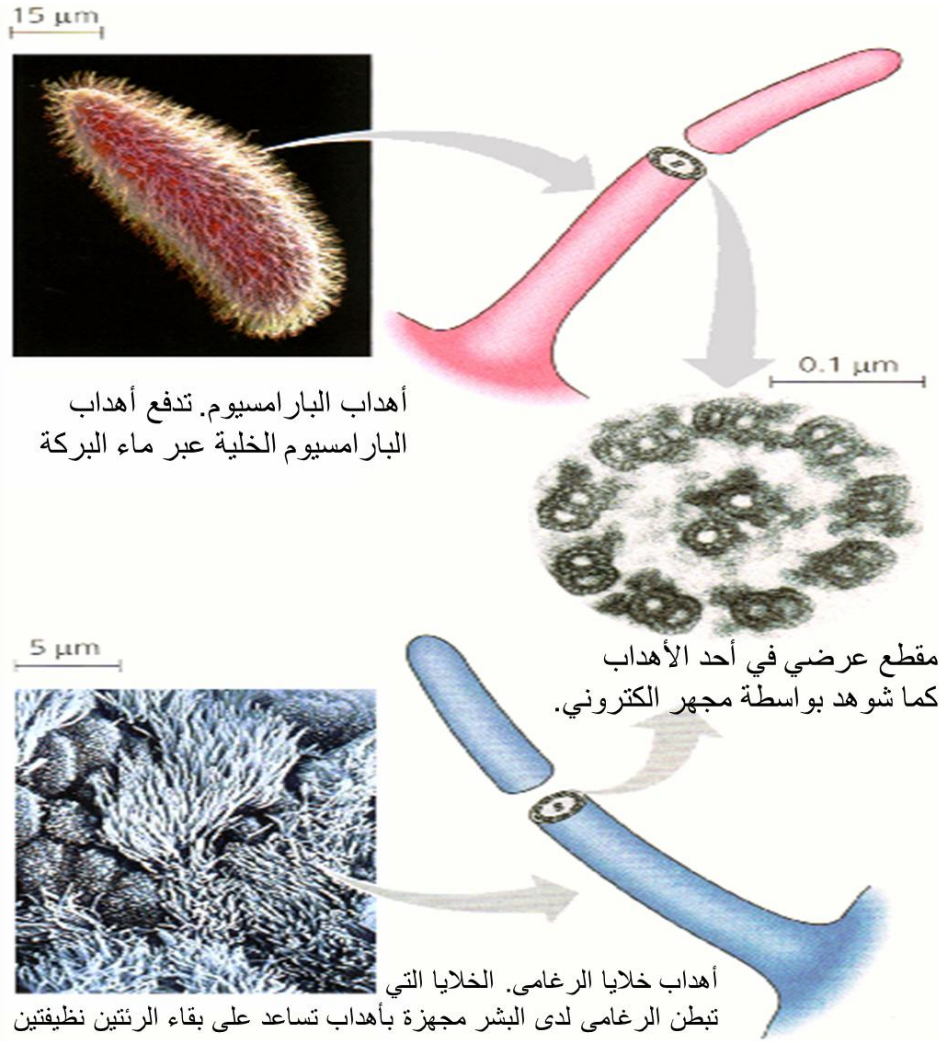 15 µm
أهداب البارامسيوم. تدفع أهداب
البارامسيوم الخلية عبر ماء البركة
0.1 µm
مقطع عرضي في أحد الأهداب
كما شوهد بواسطة مجهر الكتروني.
5 µm
أهداب خلايا الرغامى. الخلايا التي
تبطن الرغامى لدى البشر مجهزة بأهداب تساعد على بقاء الرئتين نظيفتين